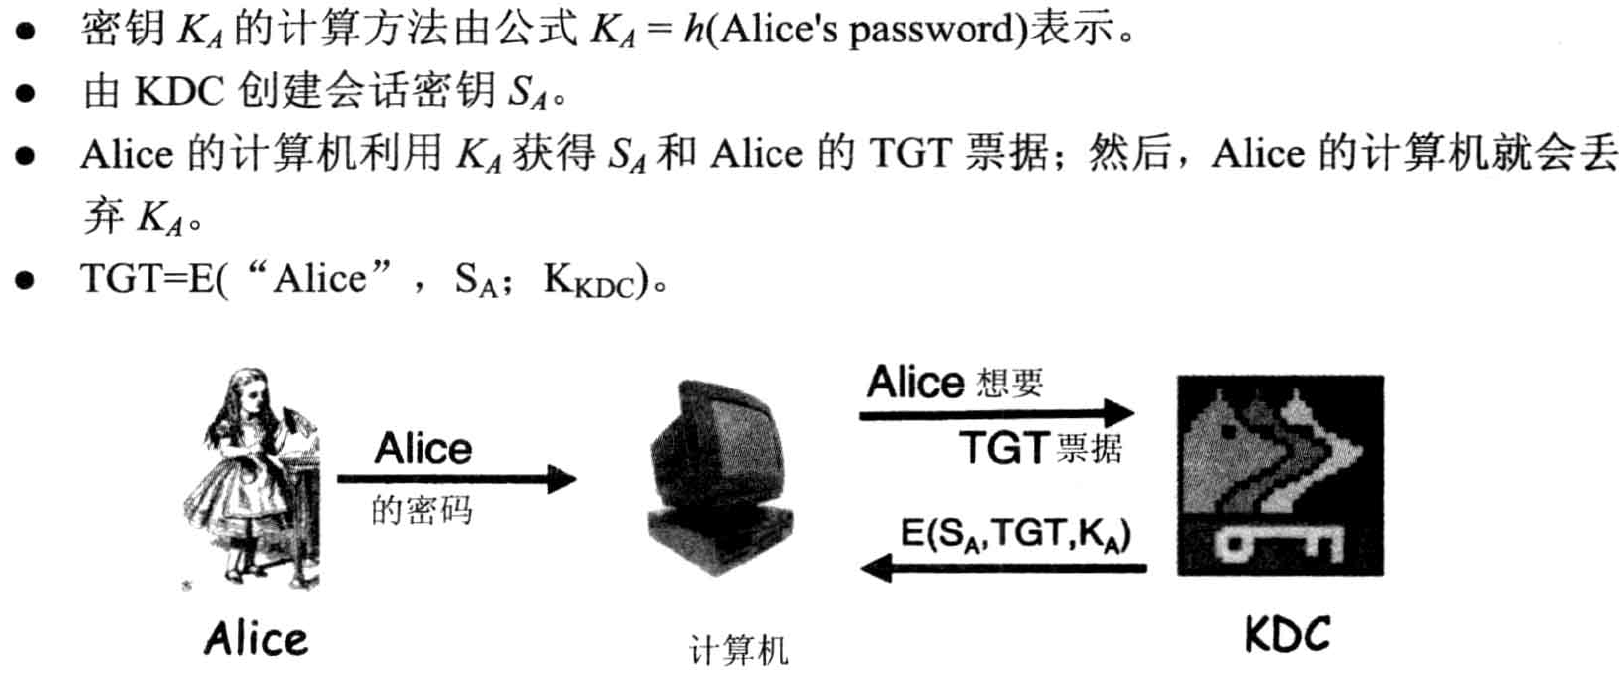 ● 密钥 K_A 的计算方法由公式 K_A = h(Alice's password)表示。
● 由 KDC 创建会话密钥 S_A。
● Alice 的计算机利用 K_A 获得 S_A 和 Alice 的 TGT 票据；然后，Alice 的计算机就会丢
弃 K_A。
● TGT=E(“Alice”，S_A；K_KDC)。
Alice 想要
TGT 票据
Alice
的密码
E(S_A,TGT,K_A)
Alice
计算机
KDC